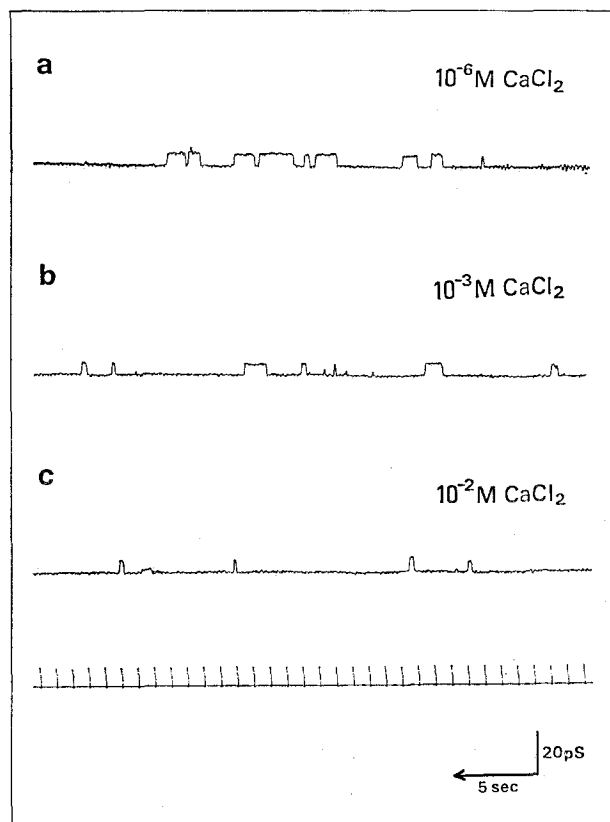 a
10⁻⁶M CaCl₂
b
10⁻³M CaCl₂
c
10⁻²M CaCl₂
20pS
5 sec